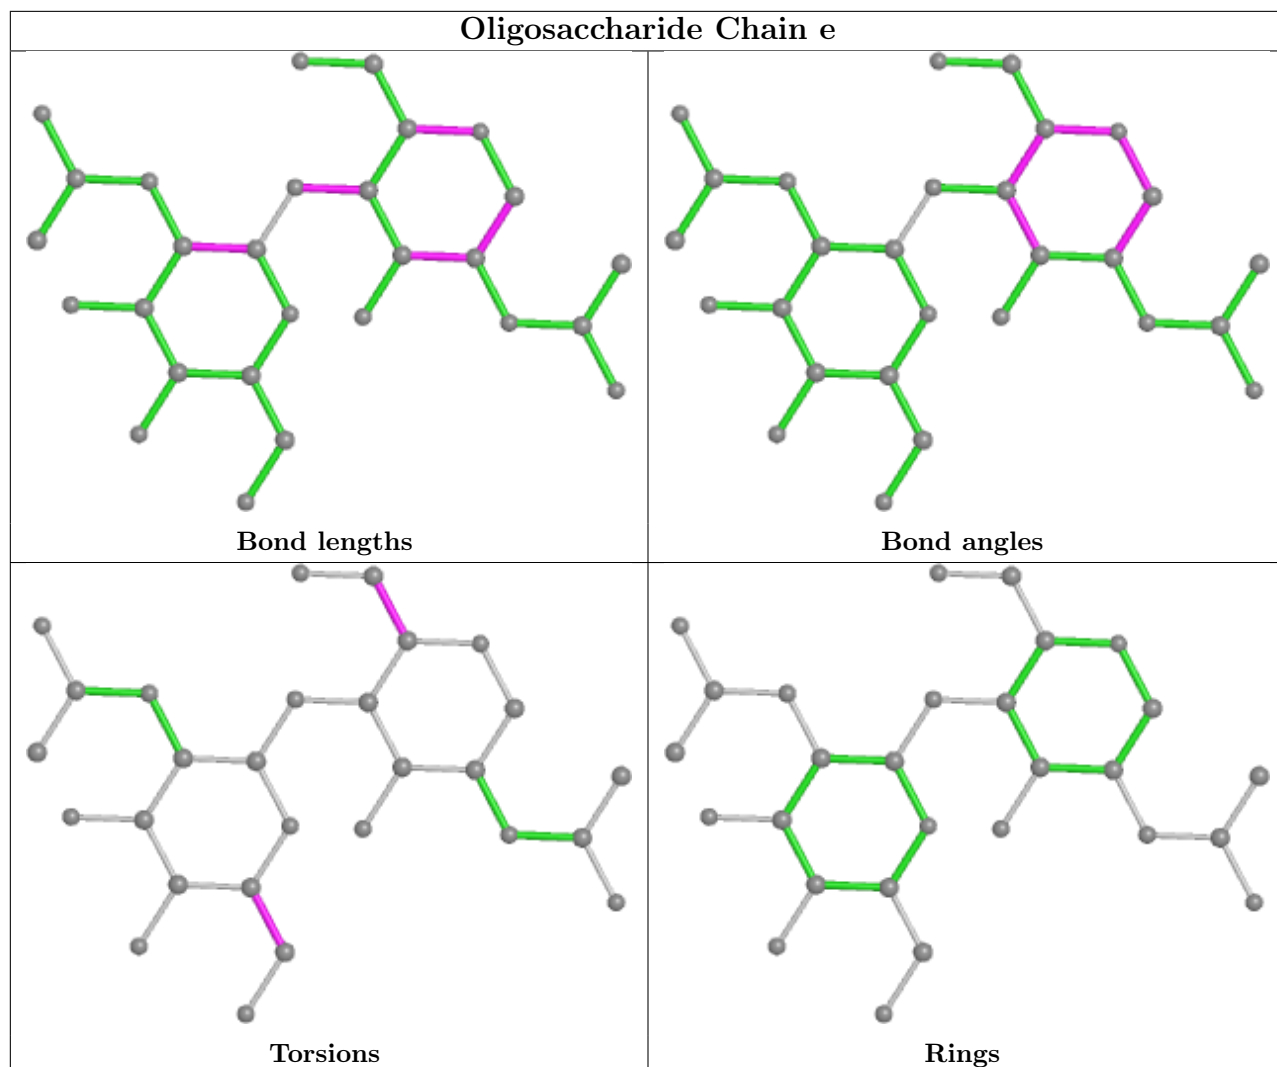 Oligosaccharide Chain e
Bond lengths
Bond angles
Torsions
Rings